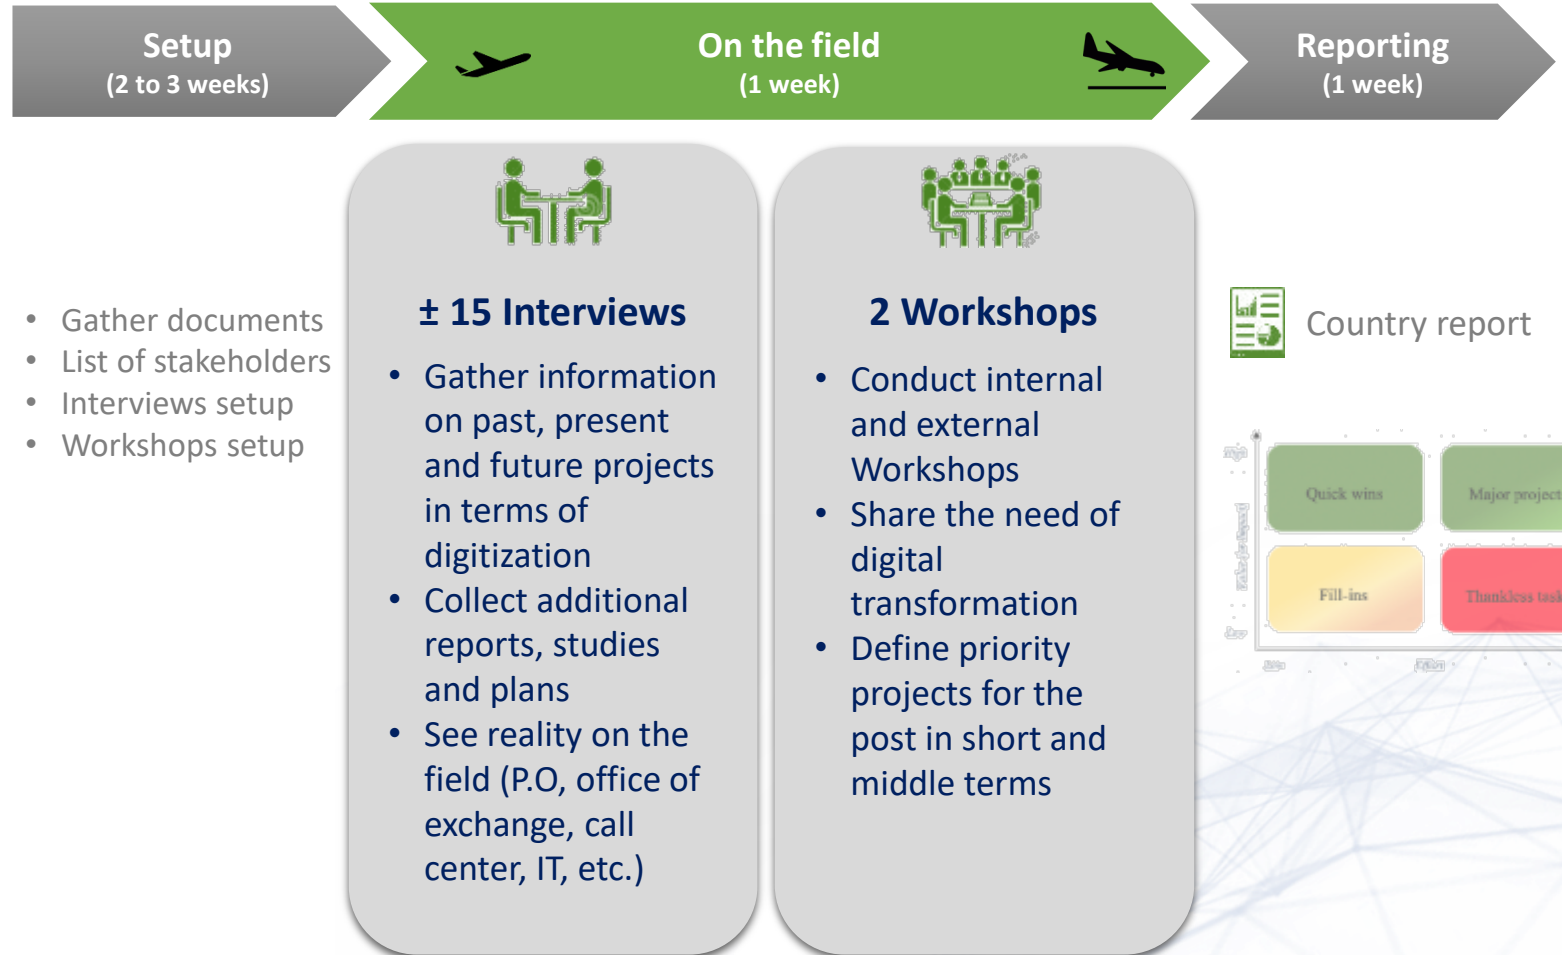 Setup
(2 to 3 weeks)
On the field
(1 week)
Reporting
(1 week)
• Gather documents
• List of stakeholders
• Interviews setup
• Workshops setup
± 15 Interviews
• Gather information
on past, present
and future projects
in terms of
digitization
• Collect additional
reports, studies
and plans
• See reality on the
field (P.O, office of
exchange, call
center, IT, etc.)
2 Workshops
• Conduct internal
and external
Workshops
• Share the need of
digital
transformation
• Define priority
projects for the
post in short and
middle terms
Country report
Quick wins
Major project
Fill-ins
Thankless task